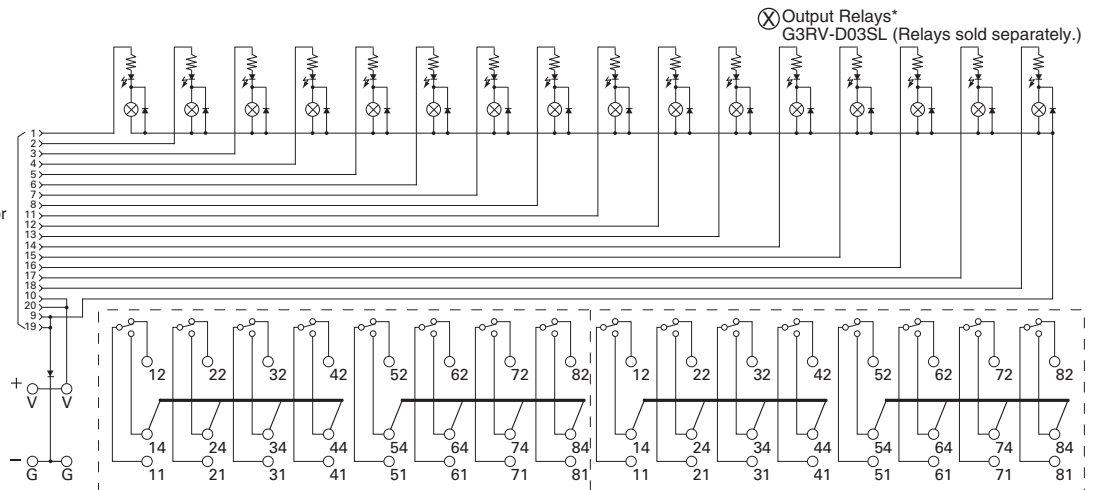 Output Relays*
G3RV-D03SL (Relays sold separately.)
1
2
3
4
5
6
7
8
11
or
12
13
14
15
16
17
18
10
20
9
19
12 22 32 42 52 62 72 82 12 22 32 42 52 62 72 82
+
V V
14 24 34 44 54 64 74 84 14 24 34 44 54 64 74 84
−
G G
11 21 31 41 51 61 71 81 11 21 31 41 51 61 71 81